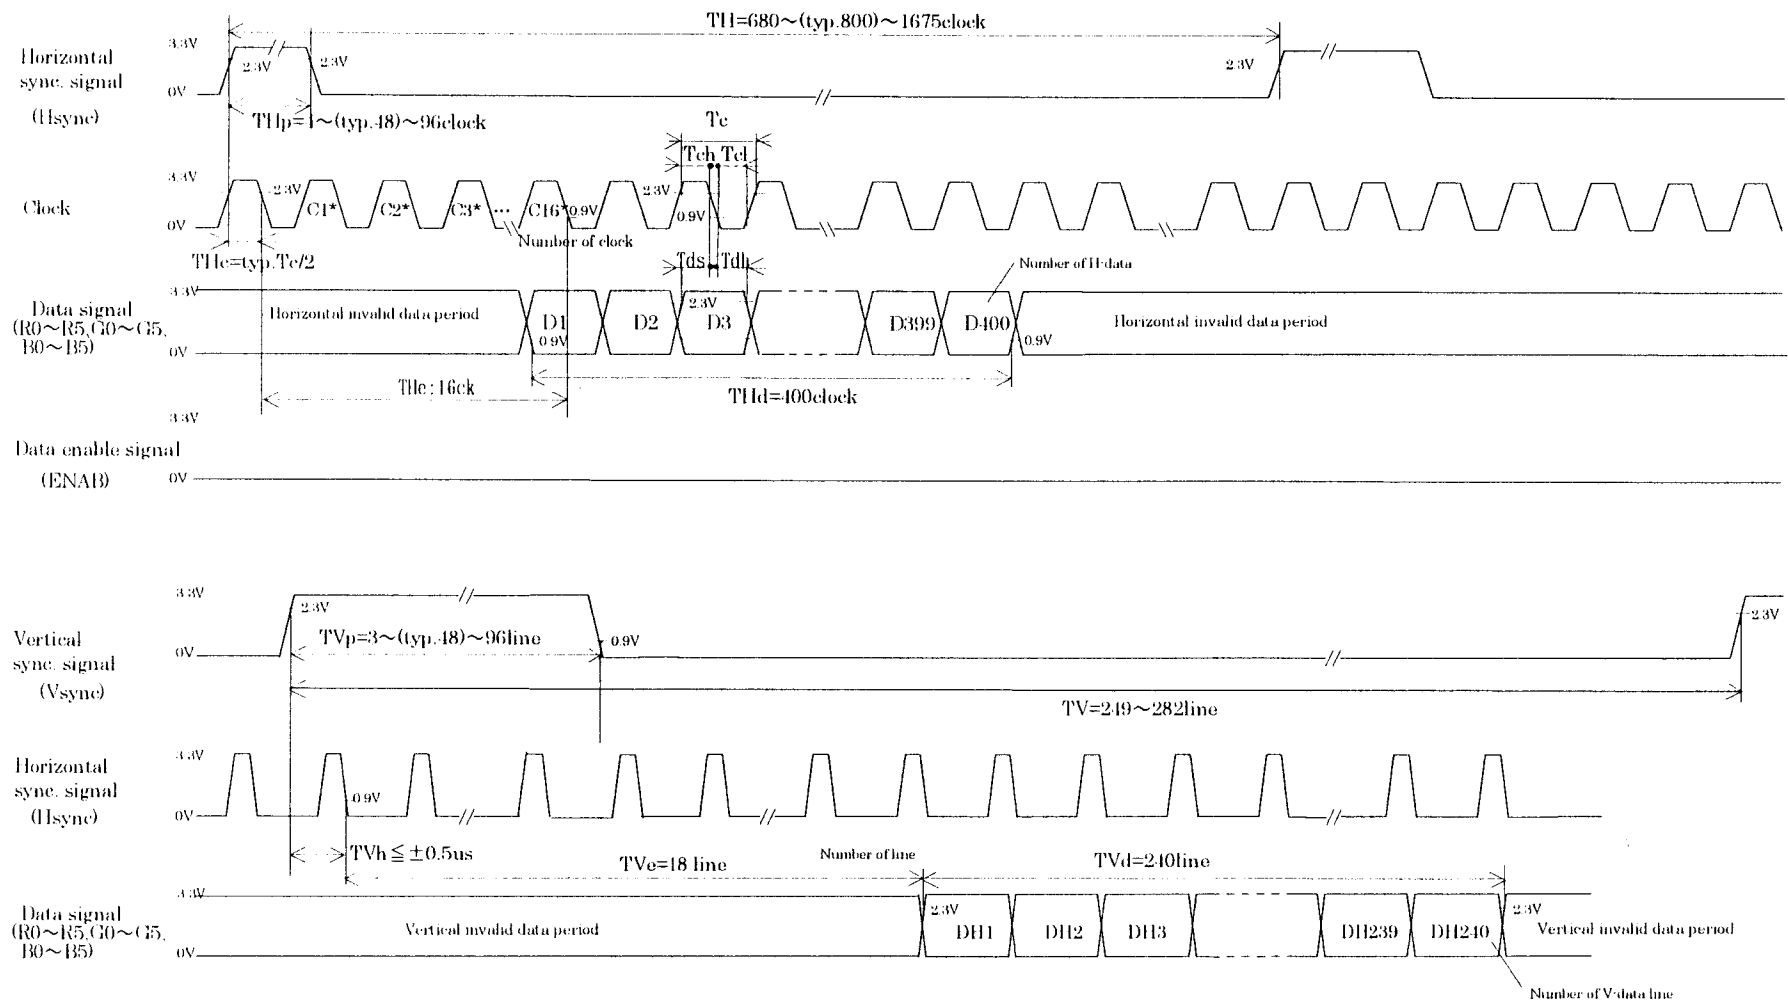 TH=680～(typ.800)～1675clock
Horizontal
sync. signal
(Hsync)
3.3V
0V
2.3V
2.3V
2.3V
THp=1～(typ.48)～96clock
Tc
Tch
Tcl
Clock
3.3V
0V
2.3V
C1*
C2*
C3*
...
C16*
0.9V
2.3V
0.9V
Number of clock
THc=typ.Tc/2
Tds
Tdh
Number of H-data
Data signal
(R0～R5,G0～G5,
B0～B5)
3.3V
0V
Horizontal invalid data period
D1
0.9V
D2
2.3V
D3
D399
D400
0.9V
Horizontal invalid data period
THe : 16ck
THd=400clock
Data enable signal
(ENAB)
3.3V
0V
Vertical
sync. signal
(Vsync)
3.3V
0V
2.3V
TVp=3～(typ.48)～96line
0.9V
2.3V
TV=249～282line
Horizontal
sync. signal
(Hsync)
3.3V
0V
0.9V
TVh≦±0.5us
TVe=18 line
Number of line
TVd=240line
Data signal
(R0～R5,G0～G5,
B0～B5)
3.3V
0V
Vertical invalid data period
2.3V
DH1
DH2
DH3
DH239
DH240
2.3V
Vertical invalid data period
Number of V-data line